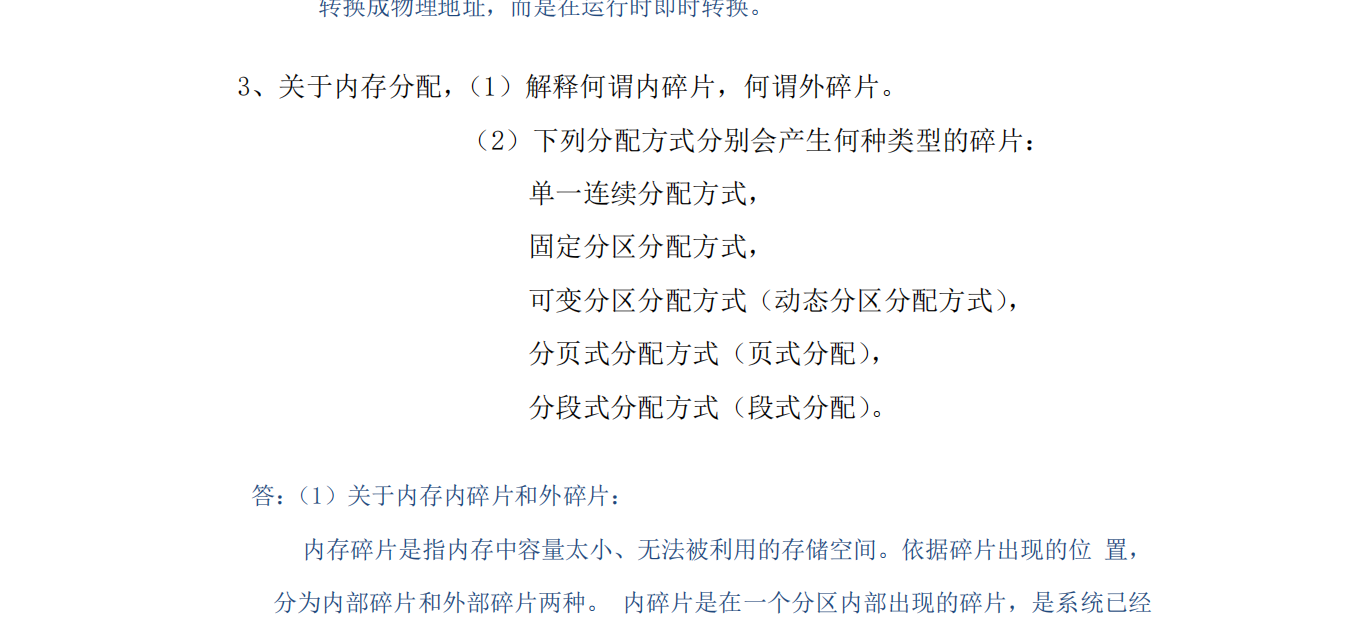 转换成物理地址，而是在运行时即时转换。
3、关于内存分配，（1）解释何谓内碎片，何谓外碎片。
（2）下列分配方式分别会产生何种类型的碎片：
单一连续分配方式，
固定分区分配方式，
可变分区分配方式（动态分区分配方式），
分页式分配方式（页式分配），
分段式分配方式（段式分配）。
答：（1）关于内存内碎片和外碎片：
内存碎片是指内存中容量太小、无法被利用的存储空间。依据碎片出现的位 置，
分为内部碎片和外部碎片两种。 内碎片是在一个分区内部出现的碎片，是系统已经